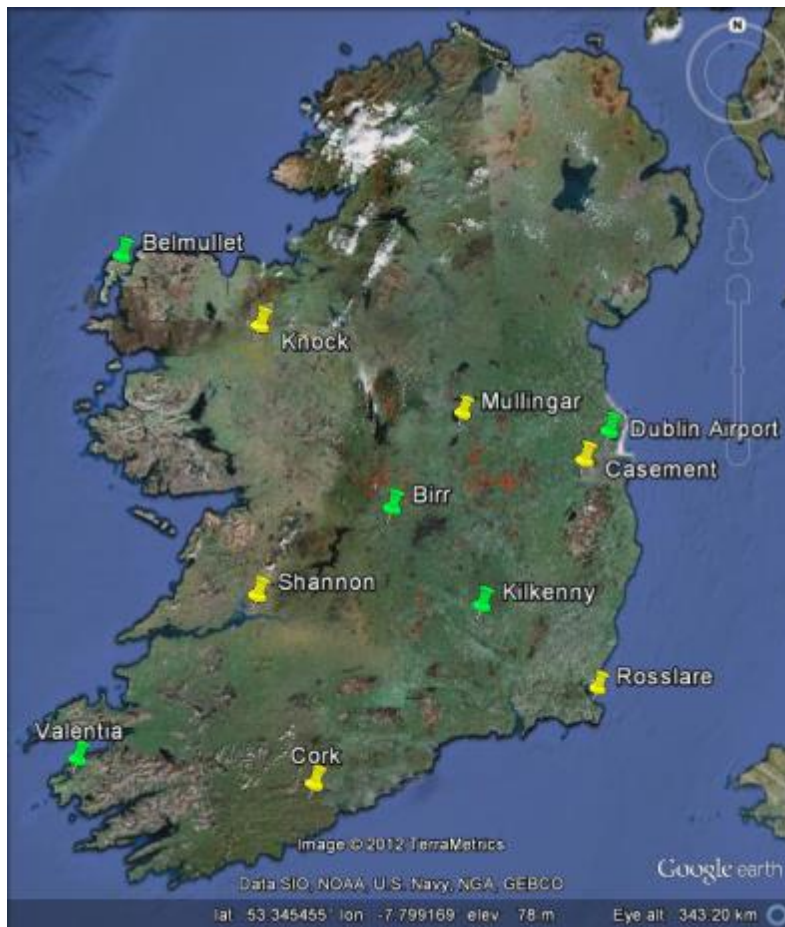 N
Belmullet
Knock
Mullingar
Dublin Airport
Casement
Birr
Shannon
Kilkenny
Rosslare
Valentia
Cork
Image © 2012 TerraMetrics
Google earth
Data SIO, NOAA, U.S. Navy, NGA, GEBCO
lat 53.345455° lon -7.799169 elev 78 m Eye alt 343.20 km